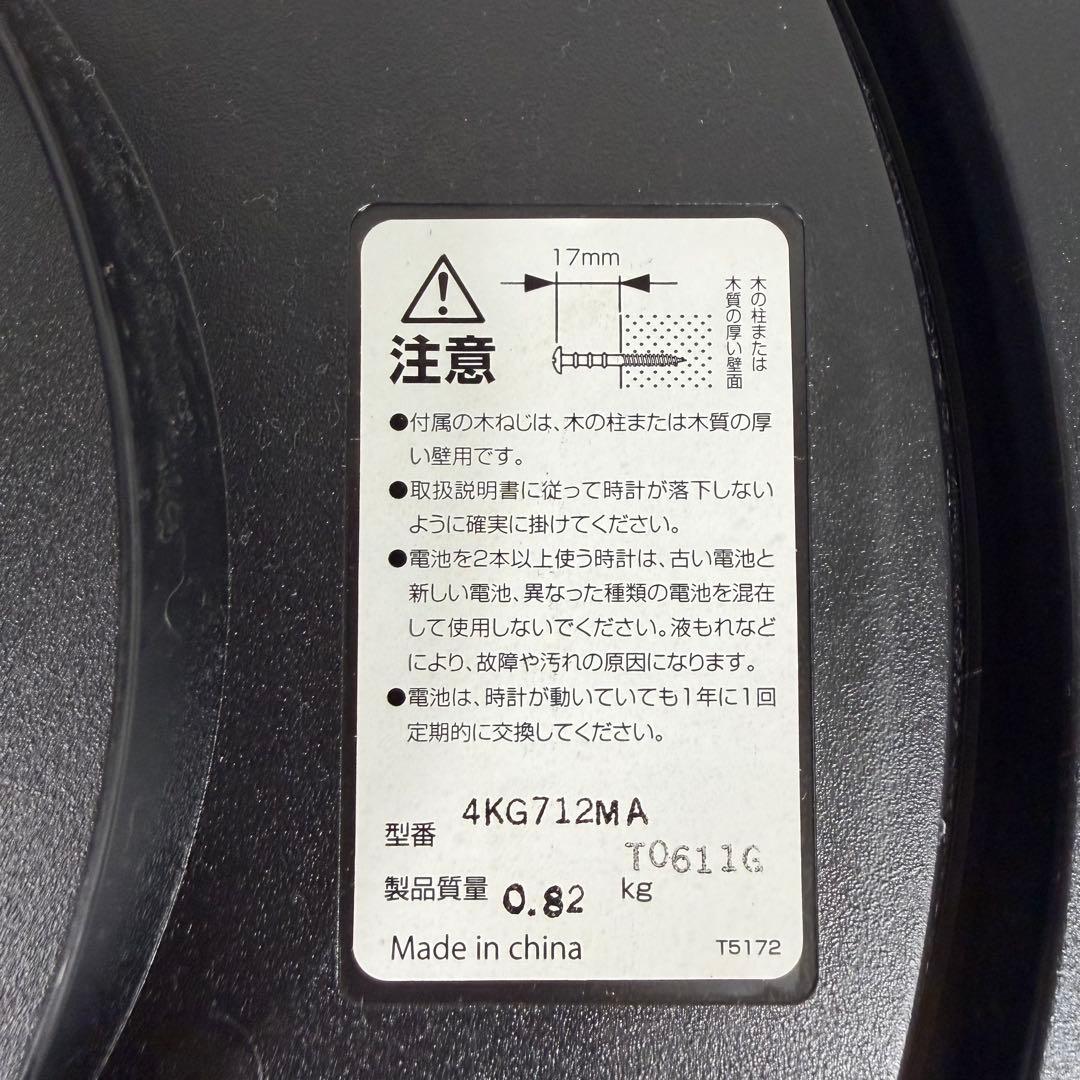 17mm
木の柱または
木質の厚い壁面
注意
●付属の木ねじは、木の柱または木質の厚
い壁用です。
●取扱説明書に従って時計が落下しない
ように確実に掛けてください。
●電池を2本以上使う時計は、古い電池と
新しい電池、異なった種類の電池を混在
して使用しないでください。液もれなど
により、故障や汚れの原因になります。
●電池は、時計が動いていても1年に1回
定期的に交換してください。
型番 4KG712MA
T0611G
製品質量 0.82 kg
Made in china T5172